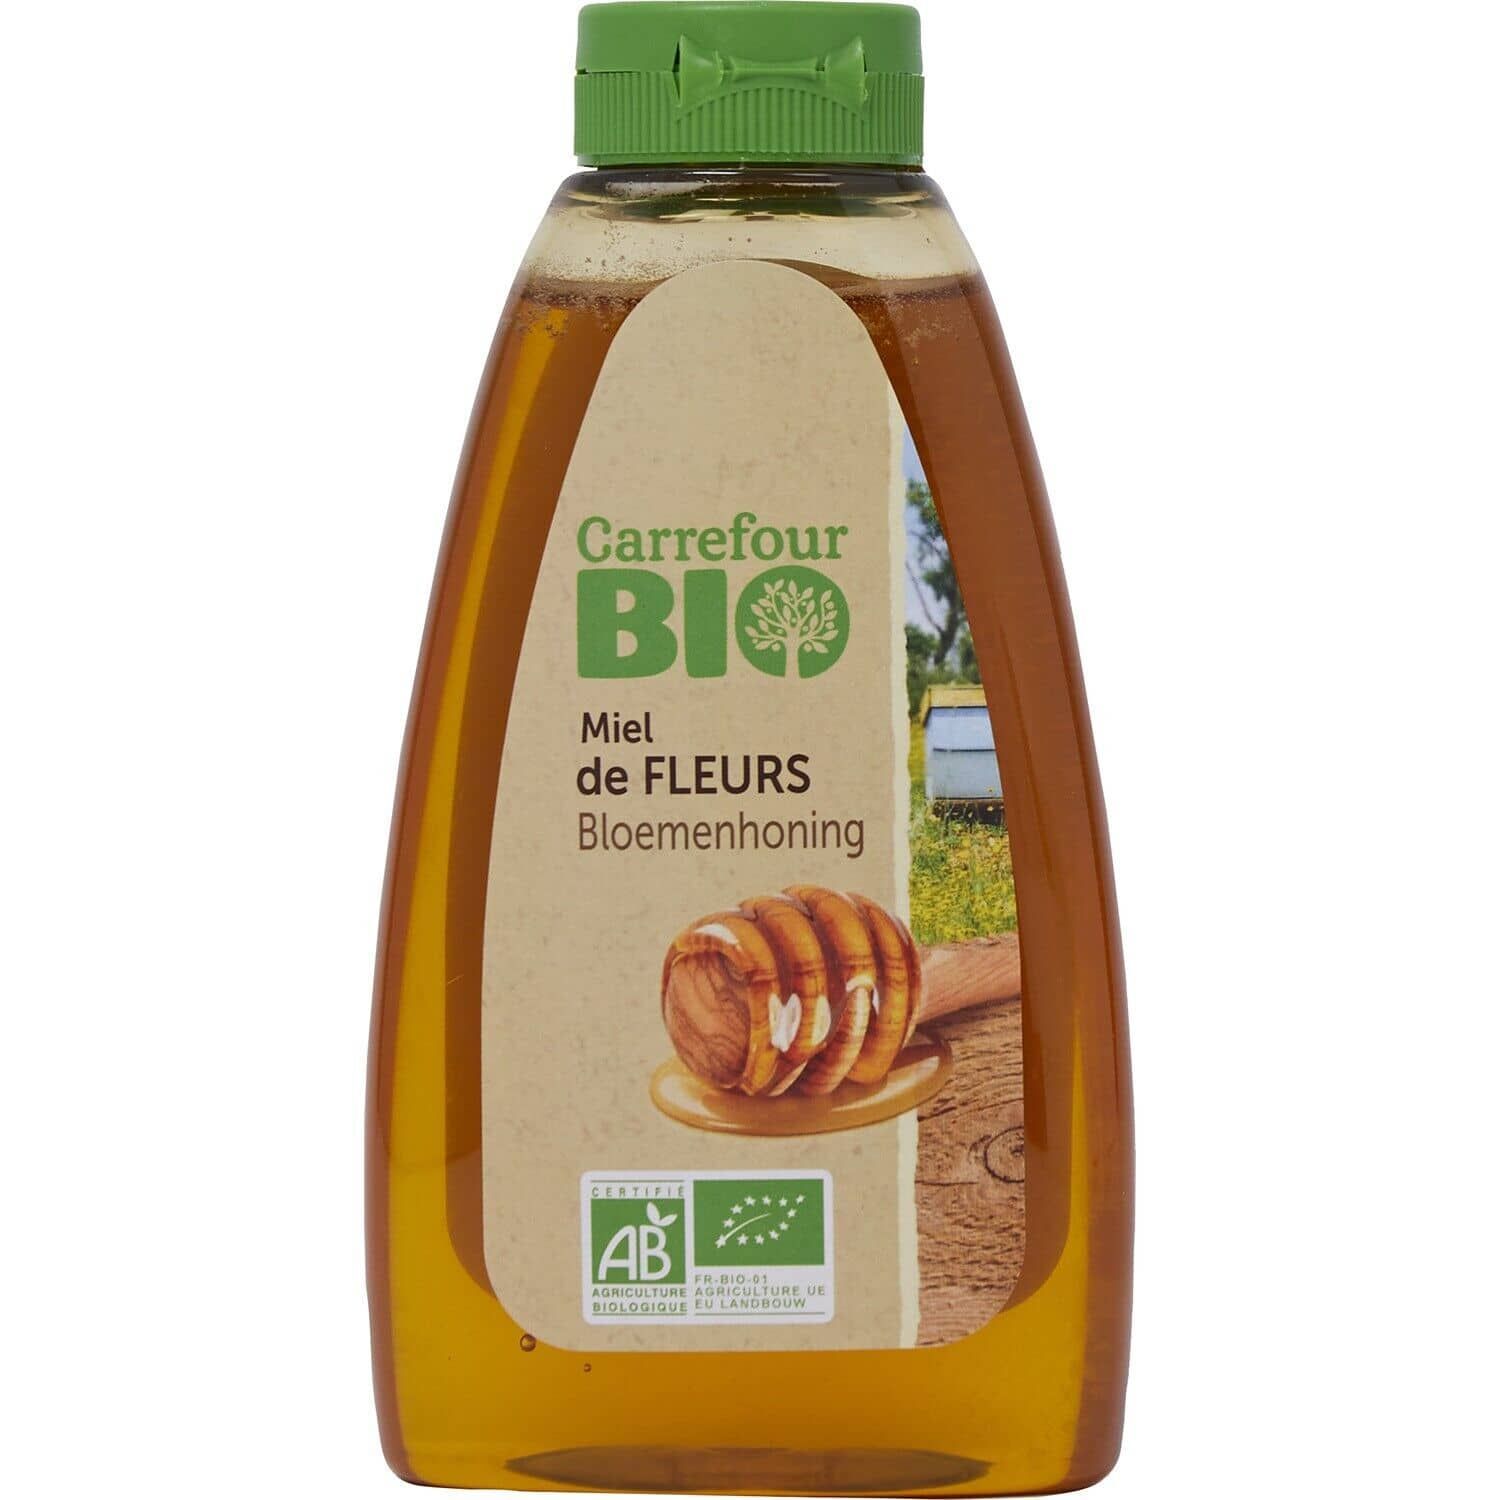 Carrefour
BIO
Miel
de FLEURS
Bloemenhoning
CERTIFIÉ
AB
AGRICULTURE
BIOLOGIQUE
FR-BIO-01
AGRICULTURE UE
EU LANDBOUW